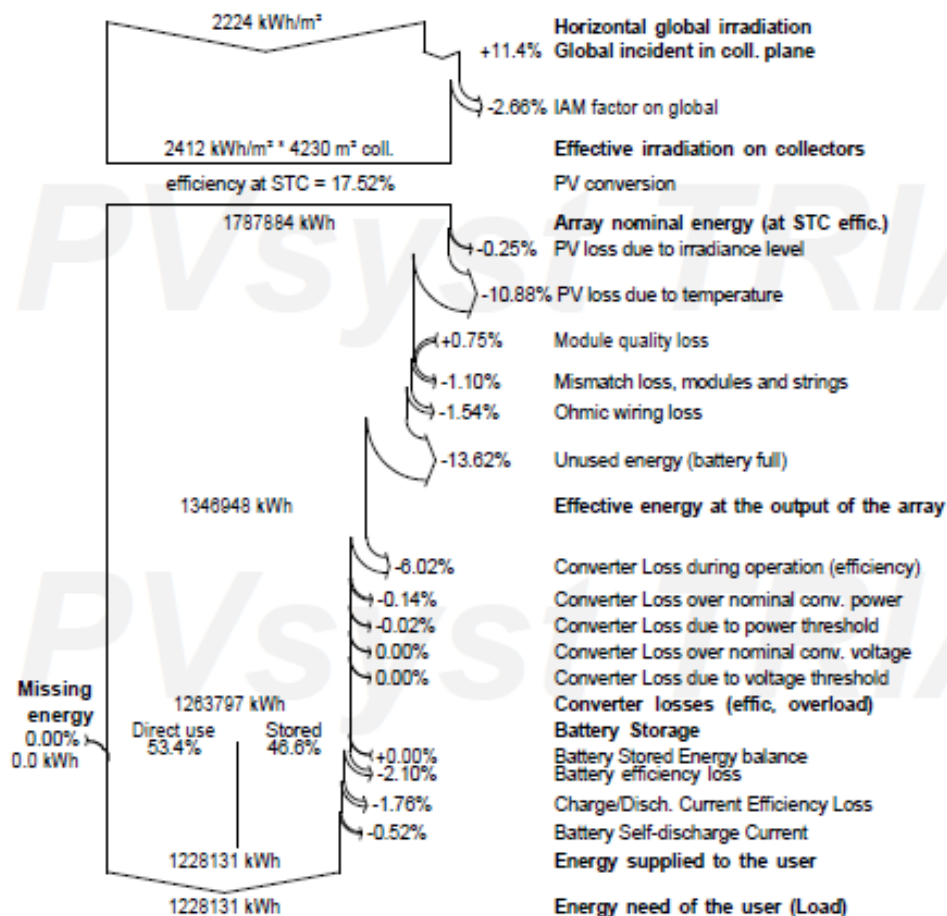 2224 kWh/m² Horizontal global irradiation
+11.4% Global incident in coll. plane
-2.66% IAM factor on global
2412 kWh/m² * 4230 m² coll. Effective irradiation on collectors
efficiency at STC = 17.52% PV conversion
1787884 kWh Array nominal energy (at STC effic.)
-0.25% PV loss due to irradiance level
PVsyst TRIA
-10.88% PV loss due to temperature
+0.75% Module quality loss
-1.10% Mismatch loss, modules and strings
-1.54% Ohmic wiring loss
-13.62% Unused energy (battery full)
1346948 kWh Effective energy at the output of the array
-6.02% Converter Loss during operation (efficiency)
-0.14% Converter Loss over nominal conv. power
PVsyst TRIA
-0.02% Converter Loss due to power threshold
0.00% Converter Loss over nominal conv. voltage
0.00% Converter Loss due to voltage threshold
Missing
energy
0.00%
0.0 kWh
1263797 kWh Converter losses (effic, overload)
Direct use Stored Battery Storage
53.4% 46.6%
+0.00% Battery Stored Energy balance
-2.10% Battery efficiency loss
-1.76% Charge/Disch. Current Efficiency Loss
-0.52% Battery Self-discharge Current
1228131 kWh Energy supplied to the user
1228131 kWh Energy need of the user (Load)